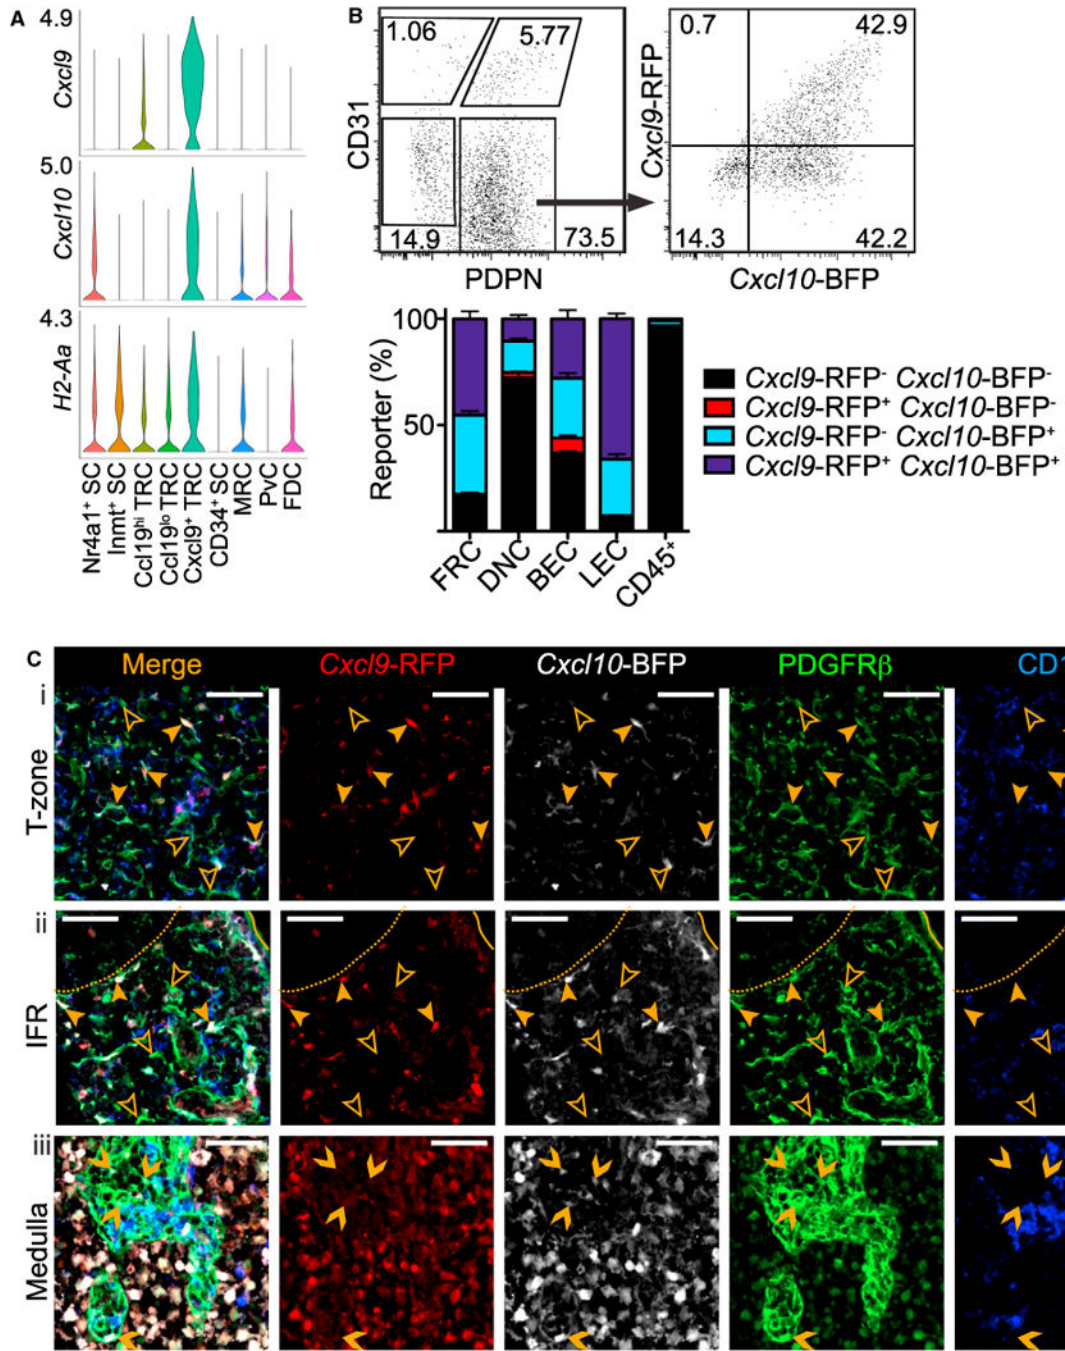 A
4.9
Cxcl9
5.0
Cxcl10
4.3
H2-Aa
Nr4a1+ SC
Inmt+ SC
Ccl19hi TRC
Ccl19lo TRC
Cxcl9+ TRC
CD34+ SC
MRC
PvC
FDC
B
1.06
5.77
CD31
14.9
73.5
PDPN
0.7
42.9
Cxcl9-RFP
14.3
42.2
Cxcl10-BFP
100
50
Reporter (%)
FRC
DNC
BEC
LEC
CD45+
Cxcl9-RFP- Cxcl10-BFP-
Cxcl9-RFP+ Cxcl10-BFP-
Cxcl9-RFP- Cxcl10-BFP+
Cxcl9-RFP+ Cxcl10-BFP+
C
Merge
Cxcl9-RFP
Cxcl10-BFP
PDGFRβ
i
T-zone
ii
IFR
iii
Medulla